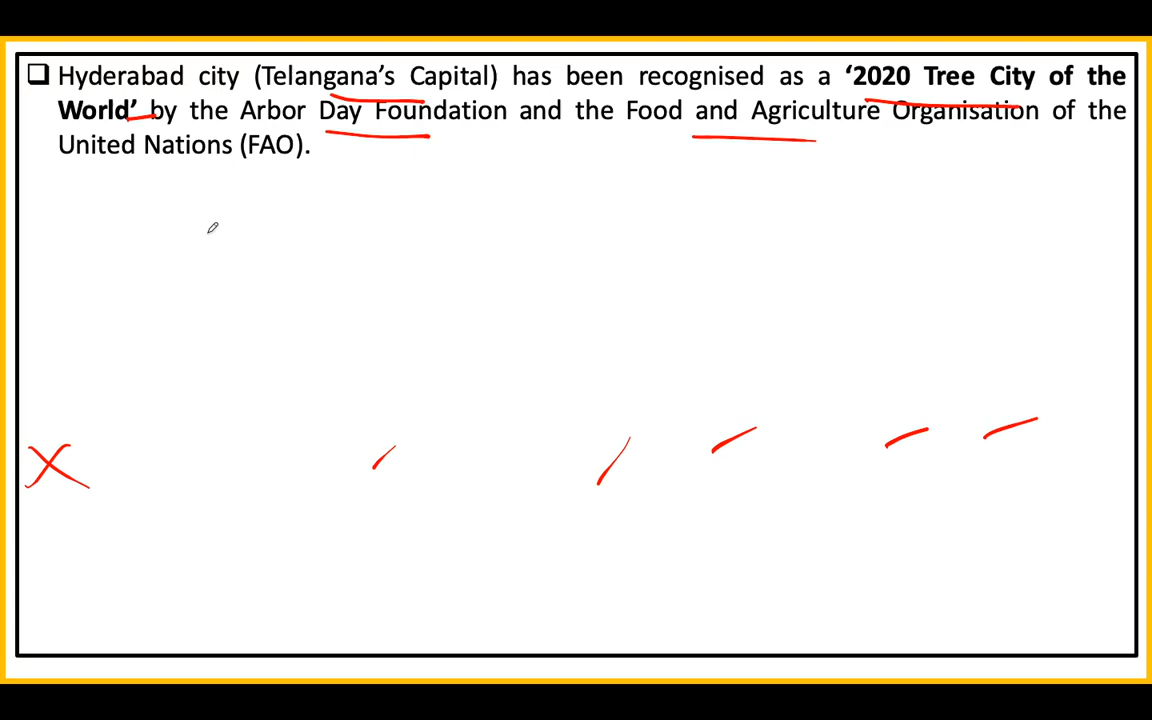 ❑ Hyderabad city (Telangana’s Capital) has been recognised as a ‘2020 Tree City of the
World’ by the Arbor Day Foundation and the Food and Agriculture Organisation of the
United Nations (FAO).